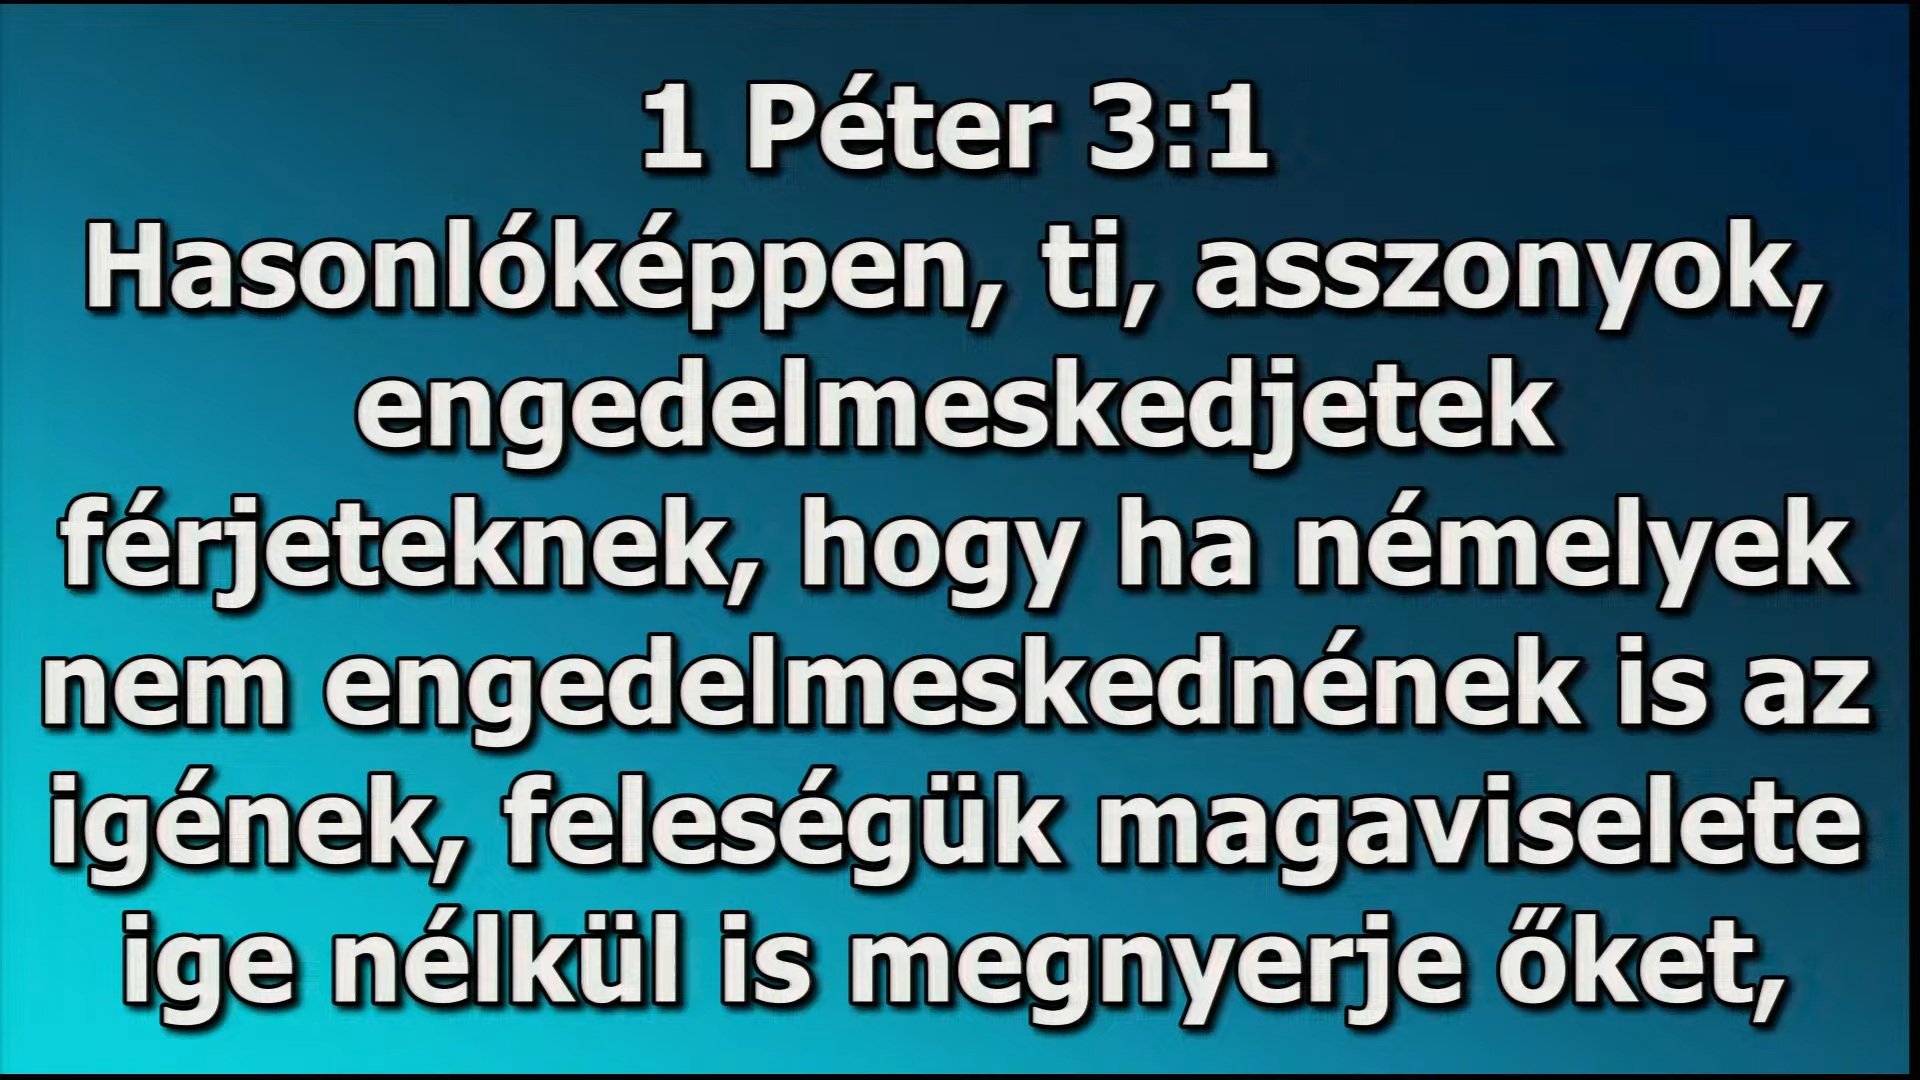 1 Péter 3:1
Hasonlóképpen, ti, asszonyok,
engedelmeskedjetek
férjeteknek, hogy ha némelyek
nem engedelmeskednének is az
igének, feleségük magaviselete
ige nélkül is megnyerje őket,